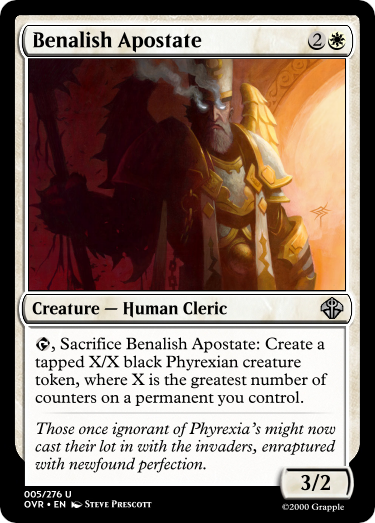 Benalish Apostate 2
Creature — Human Cleric
, Sacrifice Benalish Apostate: Create a
tapped X/X black Phyrexian creature
token, where X is the greatest number of
counters on a permanent you control.
Those once ignorant of Phyrexia's might now
cast their lot in with the invaders, enraptured
with newfound perfection.
3/2
005/276 U
OVR • EN Steve Prescott
©2000 Grapple